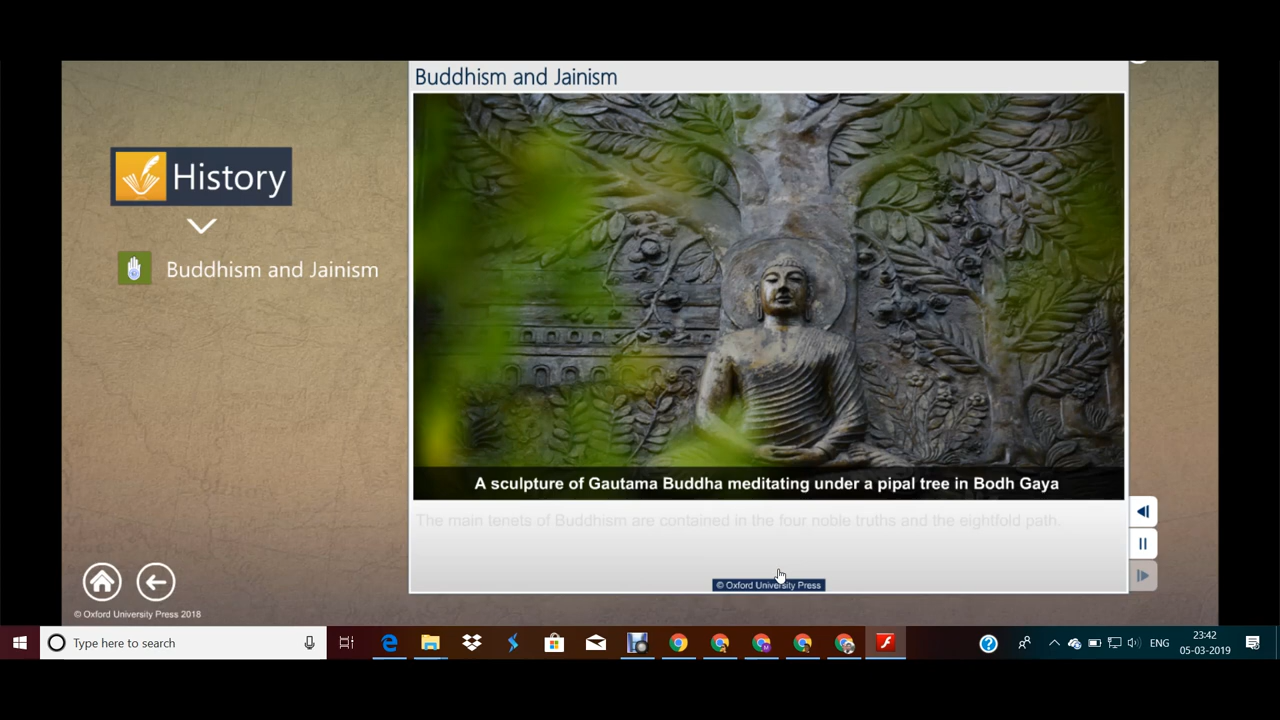 Buddhism and Jainism
History
Buddhism and Jainism
A sculpture of Gautama Buddha meditating under a pipal tree in Bodh Gaya
The main tenets of Buddhism are contained in the four noble truths and the eightfold path.
© Oxford University Press
© Oxford University Press 2018
Type here to search
ENG
23:42
05-03-2019